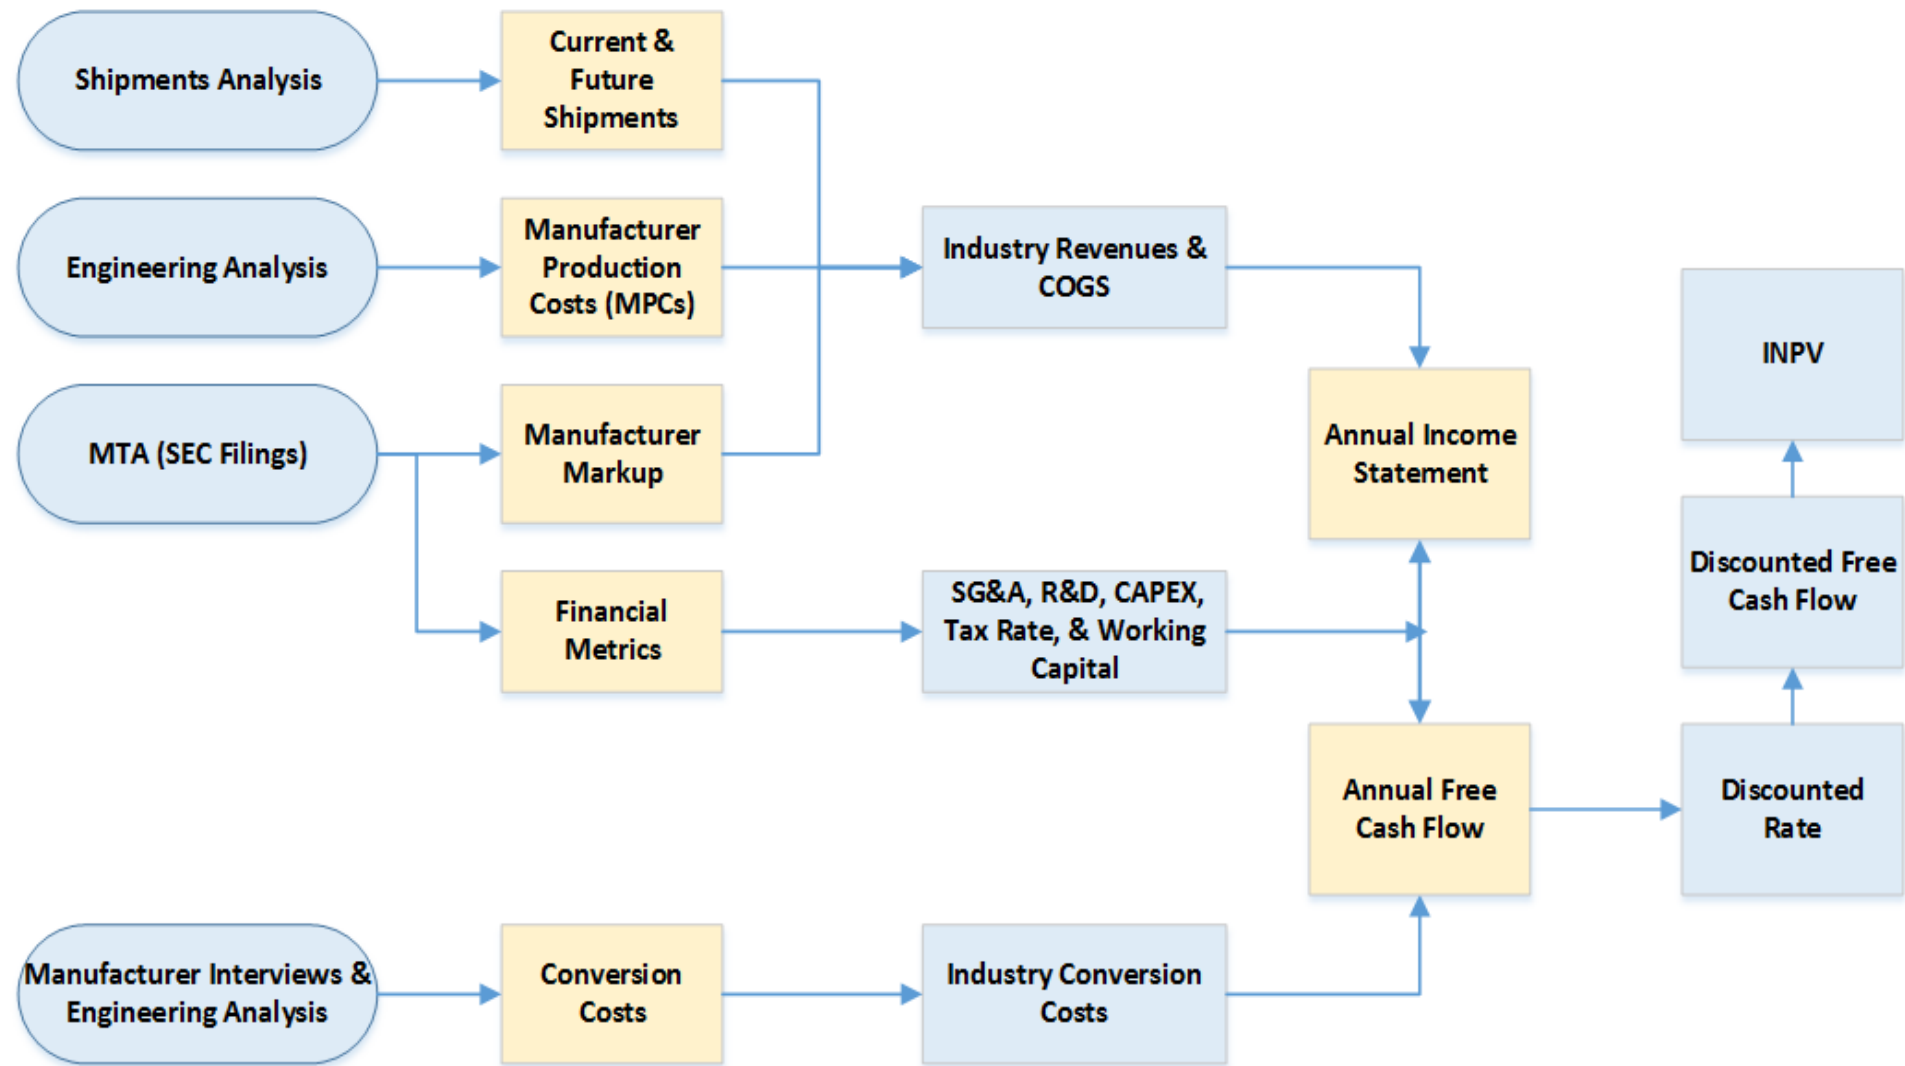 Shipments Analysis
Current &
Future
Shipments
Engineering Analysis
Manufacturer
Production
Costs (MPCs)
Industry Revenues &
COGS
MTA (SEC Filings)
Manufacturer
Markup
Financial
Metrics
SG&A, R&D, CAPEX,
Tax Rate, & Working
Capital
Annual Income
Statement
INPV
Discounted Free
Cash Flow
Annual Free
Cash Flow
Discounted
Rate
Manufacturer Interviews &
Engineering Analysis
Conversion
Costs
Industry Conversion
Costs